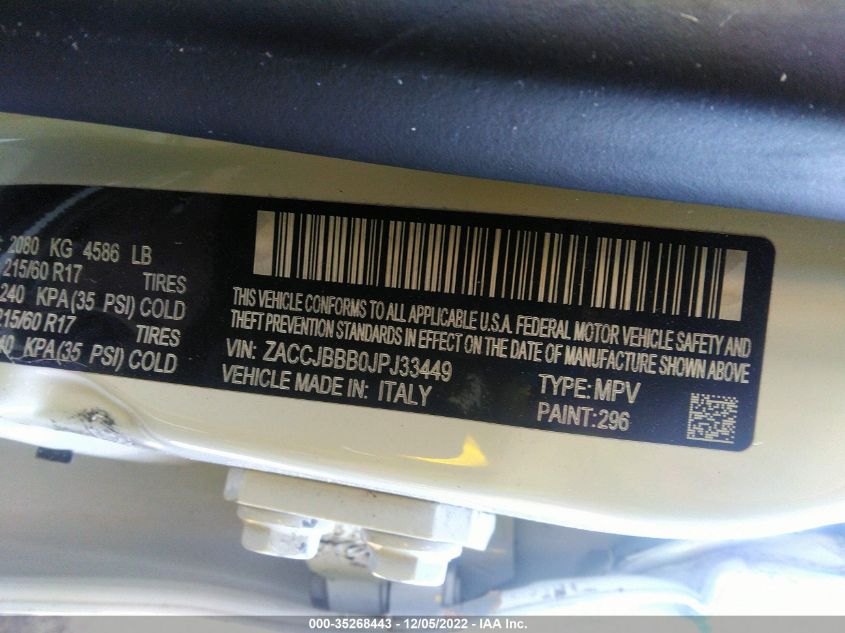 2080 KG 4586 LB
215/60 R17 TIRES
240 KPA(35 PSI) COLD
215/60 R17 TIRES
KPA(35 PSI) COLD
THIS VEHICLE CONFORMS TO ALL APPLICABLE U.S.A. FEDERAL MOTOR VEHICLE SAFETY AND
THEFT PREVENTION STANDARDS IN EFFECT ON THE DATE OF MANUFACTURE SHOWN ABOVE
VIN: ZACCJBBB0JPJ33449 TYPE: MPV
VEHICLE MADE IN: ITALY PAINT:296
000-35268443 - 12/05/2022 - IAA Inc.